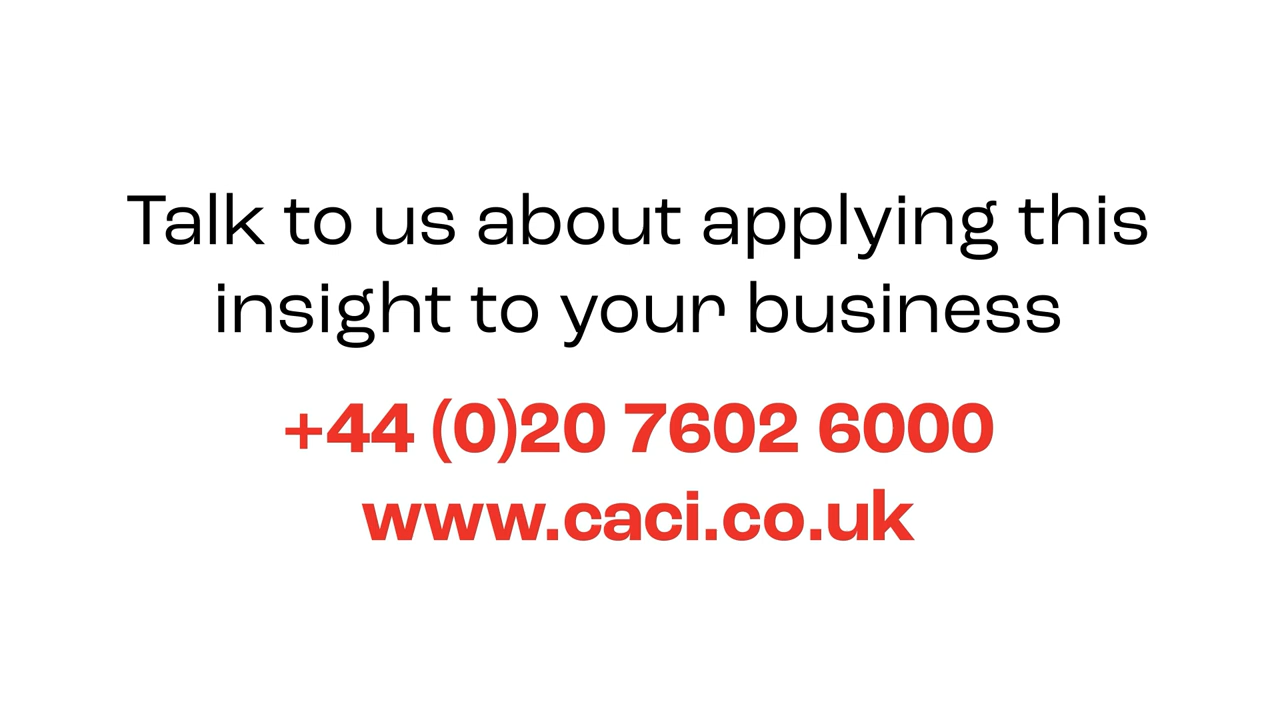 Talk to us about applying this
insight to your business
+44 (0)20 7602 6000
www.caci.co.uk